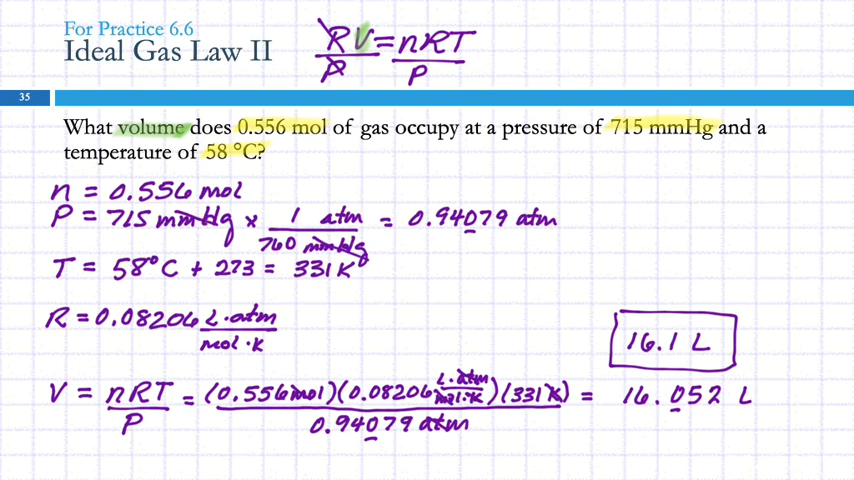 For Practice 6.6
Ideal Gas Law II
PV = nRT
P P
35
What volume does 0.556 mol of gas occupy at a pressure of 715 mmHg and a
temperature of 58 °C?
n = 0.556 mol
P = 715 mmHg × 1 atm = 0.94079 atm
760 mmHg
T = 58°C + 273 = 331 K
R = 0.08206 L·atm
mol·K
16.1 L
V = nRT = (0.556 mol)(0.08206 L·atm/mol·K)(331 K) = 16.052 L
P 0.94079 atm